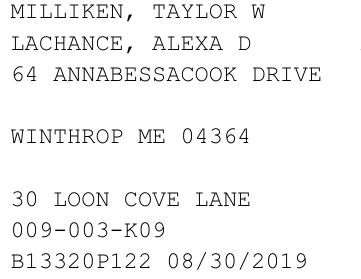 MILLIKEN, TAYLOR W
LACHANCE, ALEXA D
64 ANNABESSACOOK DRIVE
WINTHROP ME 04364
30 LOON COVE LANE
009-003-K09
B13320P122 08/30/2019